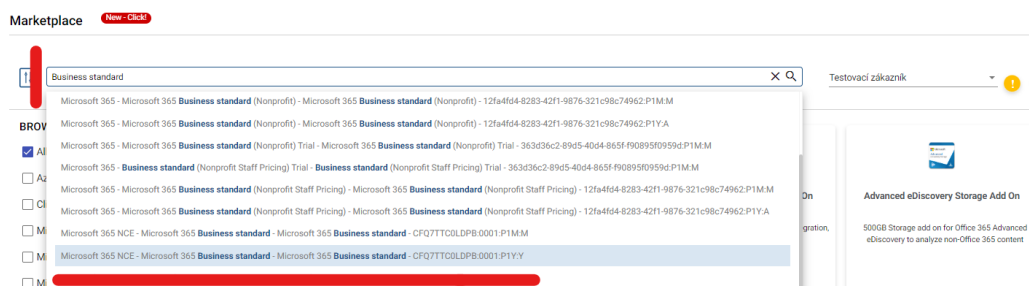 Marketplace New - Click!
Business standard
Testovací zákazník
Microsoft 365 - Microsoft 365 Business standard (Nonprofit) - Microsoft 365 Business standard (Nonprofit) - 12fa4fd4-8283-42f1-9876-321c98c74962:P1M:M
Microsoft 365 - Microsoft 365 Business standard (Nonprofit) - Microsoft 365 Business standard (Nonprofit) - 12fa4fd4-8283-42f1-9876-321c98c74962:P1Y:A
Microsoft 365 - Microsoft 365 Business standard (Nonprofit) Trial - Microsoft 365 Business standard (Nonprofit) Trial - 363d36c2-89d5-40d4-865f-f90895f0959d:P1M:M
Microsoft 365 - Business standard (Nonprofit Staff Pricing) Trial - Business standard (Nonprofit Staff Pricing) Trial - 363d36c2-89d5-40d4-865f-f90895f0959d:P1M:M
Microsoft 365 - Microsoft 365 Business standard (Nonprofit Staff Pricing) - Microsoft 365 Business standard (Nonprofit Staff Pricing) - 12fa4fd4-8283-42f1-9876-321c98c74962:P1M:M
Microsoft 365 - Microsoft 365 Business standard (Nonprofit Staff Pricing) - Microsoft 365 Business standard (Nonprofit Staff Pricing) - 12fa4fd4-8283-42f1-9876-321c98c74962:P1Y:A
Microsoft 365 NCE - Microsoft 365 Business standard - Microsoft 365 Business standard - CFQ7TTC0LDPB:0001:P1M:M
Microsoft 365 NCE - Microsoft 365 Business standard - Microsoft 365 Business standard - CFQ7TTC0LDPB:0001:P1Y:Y
On
gration,
Advanced eDiscovery Storage Add On
500GB Storage add on for Office 365 Advanced
eDiscovery to analyze non-Office 365 content